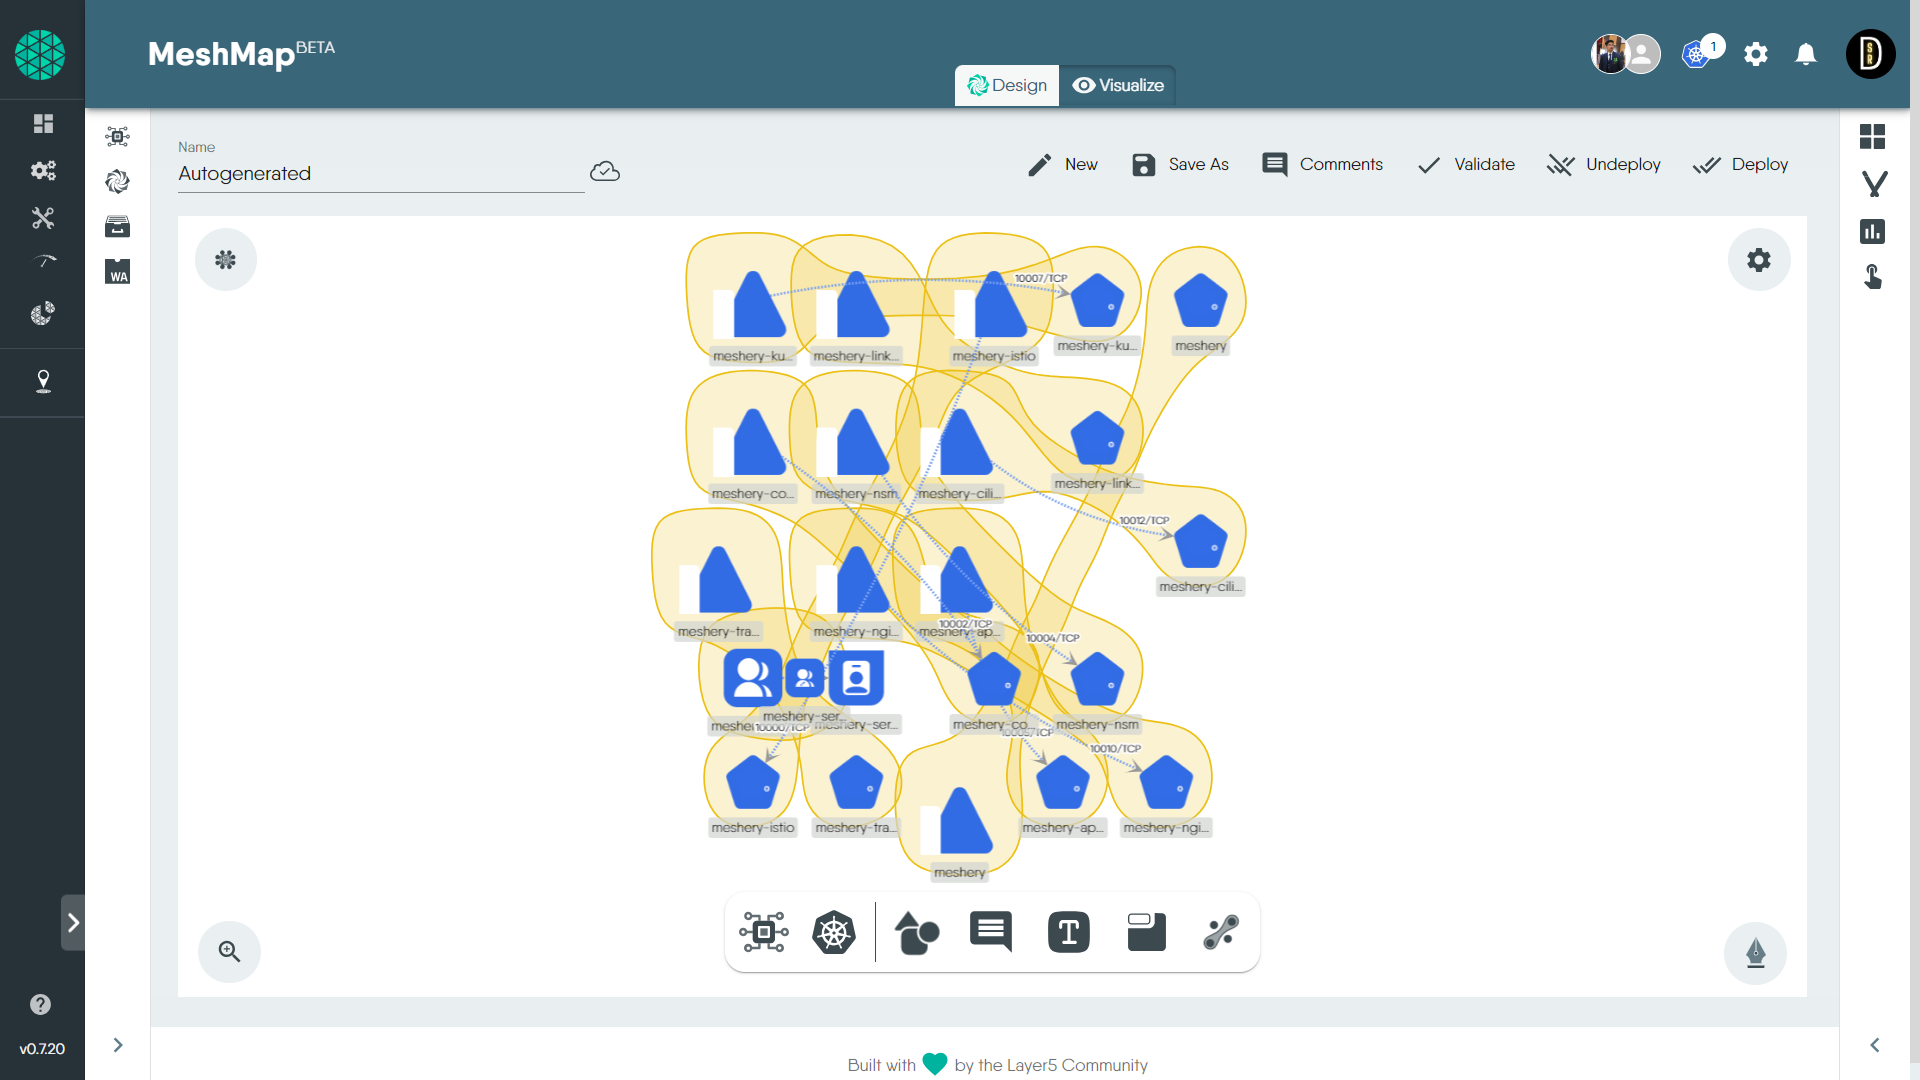 MeshMap BETA
1
Design
Visualize
Name
Autogenerated
New
Save As
Comments
Validate
Undeploy
Deploy
WA
10007/TCP
meshery-ku...
meshery-link...
meshery-istio
meshery-ku...
meshery
meshery-co...
meshery-nsm
meshery-cili...
meshery-link...
10012/TCP
meshery-cili...
meshery-tra...
meshery-ngi...
meshery-ap...
10002/TCP
10004/TCP
meshery-ser...
meshery-ser...
10000/TCP
meshery-co...
meshery-nsm
10010/TCP
meshery-istio
meshery-tra...
meshery-ap...
meshery-ngi...
meshery
T
v0.7.20
Built with
by the Layer5 Community